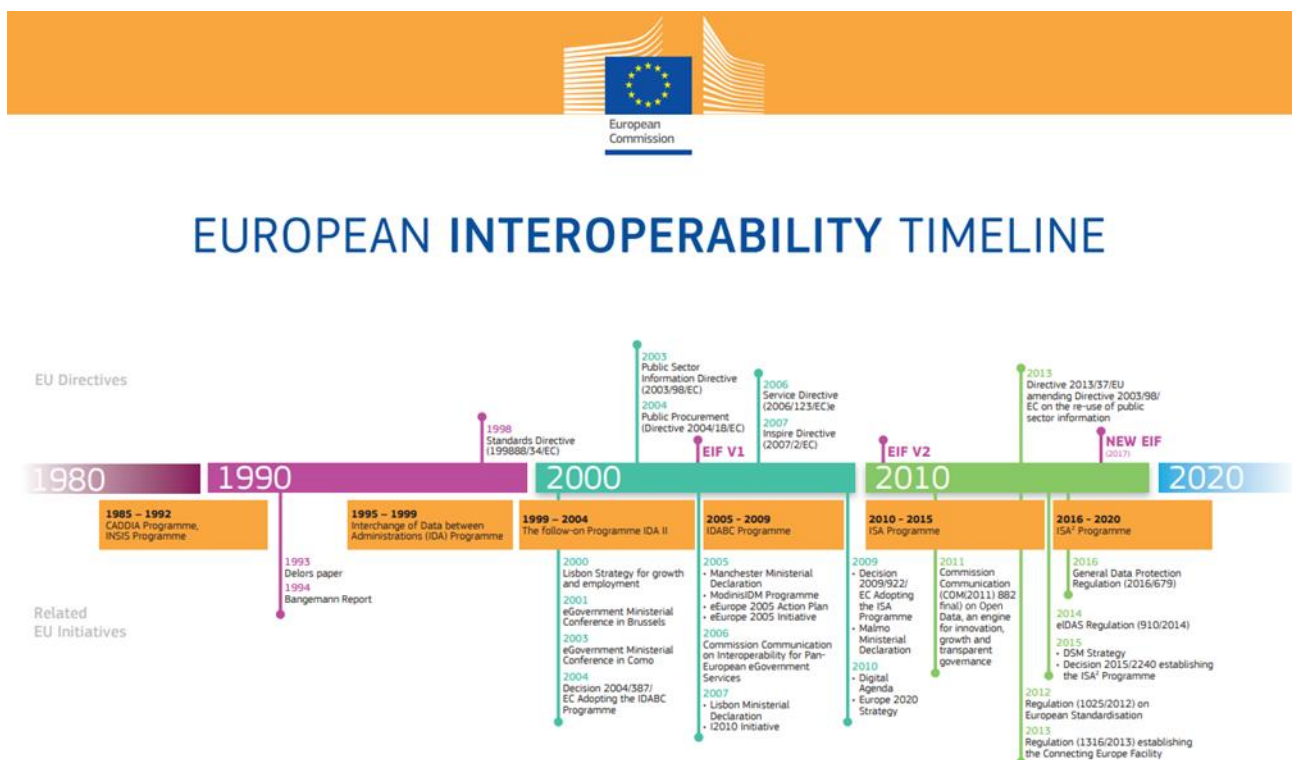 European
Commission
EUROPEAN INTEROPERABILITY TIMELINE
EU Directives
1998
Standards Directive
(199888/34/EC)
2003
Public Sector
Information Directive
(2003/98/EC)
2004
Public Procurement
(Directive 2004/18/EC)
EIF V1
2006
Service Directive
(2006/123/EC)e
2007
Inspire Directive
(2007/2/EC)
EIF V2
2013
Directive 2013/37/EU
amending Directive 2003/98/
EC on the re-use of public
sector information
NEW EIF
(2017)
1980
1990
2000
2010
2020
1985 – 1992
CADDIA Programme,
INSIS Programme
1995 – 1999
Interchange of Data between
Administrations (IDA) Programme
1999 – 2004
The follow-on Programme IDA II
2005 - 2009
IDABC Programme
2010 - 2015
ISA Programme
2016 - 2020
ISA² Programme
Related
EU Initiatives
1993
Delors paper
1994
Bangemann Report
2000
Lisbon Strategy for growth
and employment
2001
eGovernment Ministerial
Conference in Brussels
2003
eGovernment Ministerial
Conference in Como
2004
Decision 2004/387/
EC Adopting the IDABC
Programme
2005
• Manchester Ministerial
Declaration
• ModinisIDM Programme
• eEurope 2005 Action Plan
• eEurope 2005 Initiative
2006
Commission Communication
on Interoperability for Pan-
European eGovernment
Services
2007
• Lisbon Ministerial
Declaration
• I2010 Initiative
2009
• Decision
2009/922/
EC Adopting
the ISA
Programme
• Malmo
Ministerial
Declaration
2010
• Digital
Agenda
• Europe 2020
Strategy
2011
Commission
Communication
(COM(2011) 882
final) on Open
Data, an engine
for innovation,
growth and
transparent
governance
2016
General Data Protection
Regulation (2016/679)
2014
eIDAS Regulation (910/2014)
2015
• DSM Strategy
• Decision 2015/2240 establishing
the ISA² Programme
2012
Regulation (1025/2012) on
European Standardisation
2013
Regulation (1316/2013) establishing
the Connecting Europe Facility